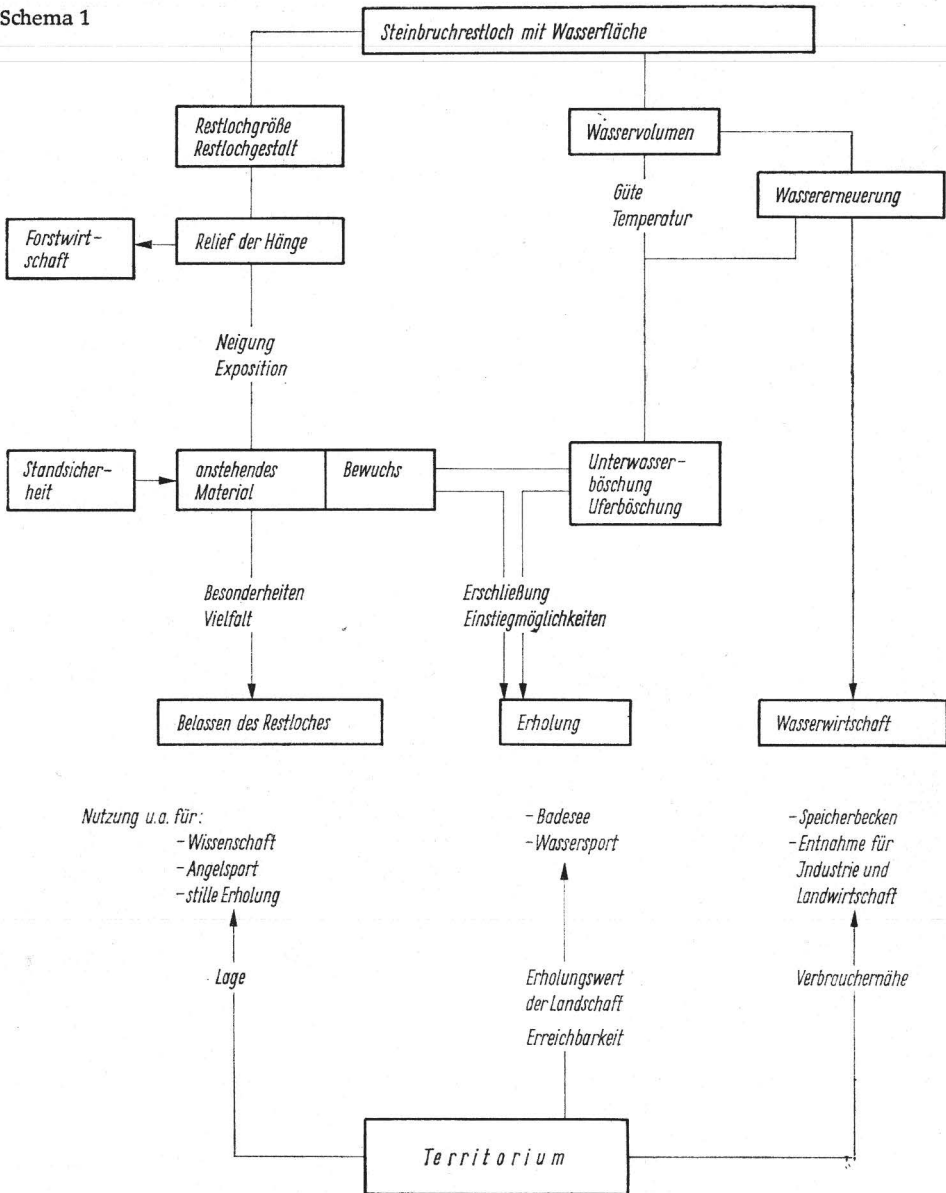 Schema 1
Steinbruchrestloch mit Wasserfläche
Restlochgröße
Restlochgestalt
Wasservolumen
Güte
Temperatur
Wassererneuerung
Forstwirt-
schaft
Relief der Hänge
Neigung
Exposition
Standsicher-
heit
anstehendes
Material
Bewuchs
Unterwasser-
böschung
Uferböschung
Besonderheiten
Vielfalt
Erschließung
Einstiegmöglichkeiten
Belassen des Restloches
Erholung
Wasserwirtschaft
Nutzung u.a. für:
- Wissenschaft
- Angelsport
- stille Erholung
- Badesee
- Wassersport
- Speicherbecken
- Entnahme für
Industrie und
Landwirtschaft
Lage
Erholungswert
der Landschaft
Erreichbarkeit
Verbrauchernähe
Territorium